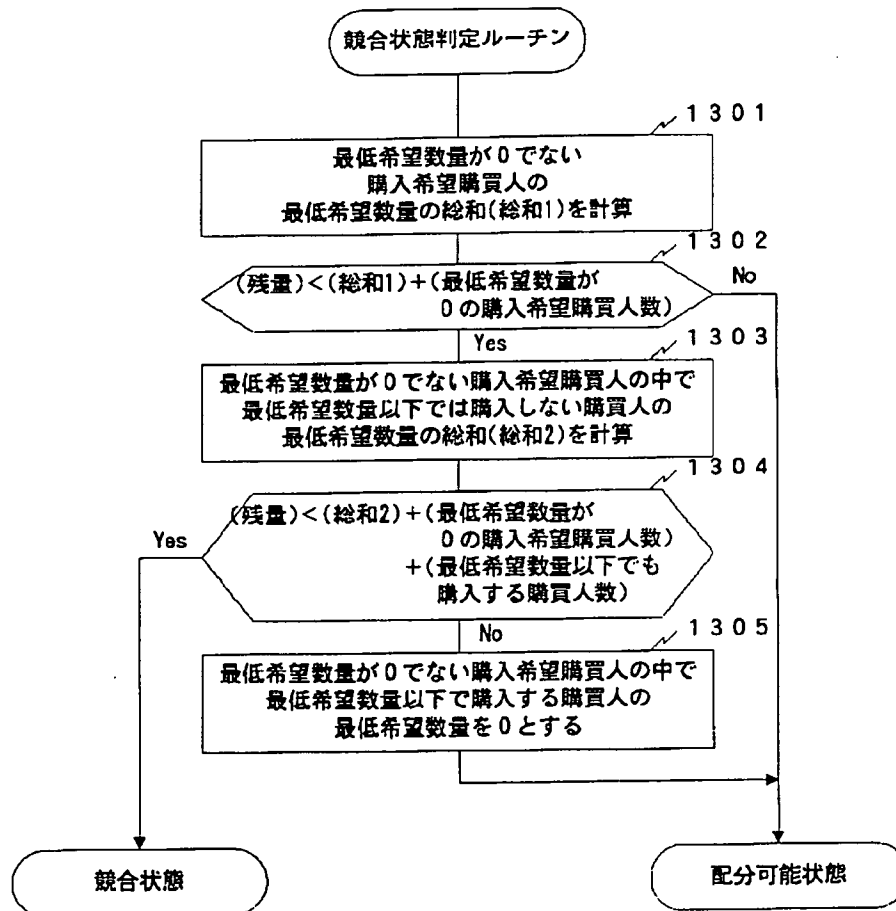 競合状態判定ルーチン
1301
最低希望数量が0でない
購入希望購買人の
最低希望数量の総和(総和1)を計算
1302
(残量)<(総和1)+(最低希望数量が
0の購入希望購買人数)
No
Yes
1303
最低希望数量が0でない購入希望購買人の中で
最低希望数量以下では購入しない購買人の
最低希望数量の総和(総和2)を計算
1304
(残量)<(総和2)+(最低希望数量が
0の購入希望購買人数)
+(最低希望数量以下でも
購入する購買人数)
Yes
No
1305
最低希望数量が0でない購入希望購買人の中で
最低希望数量以下で購入する購買人の
最低希望数量を0とする
競合状態
配分可能状態